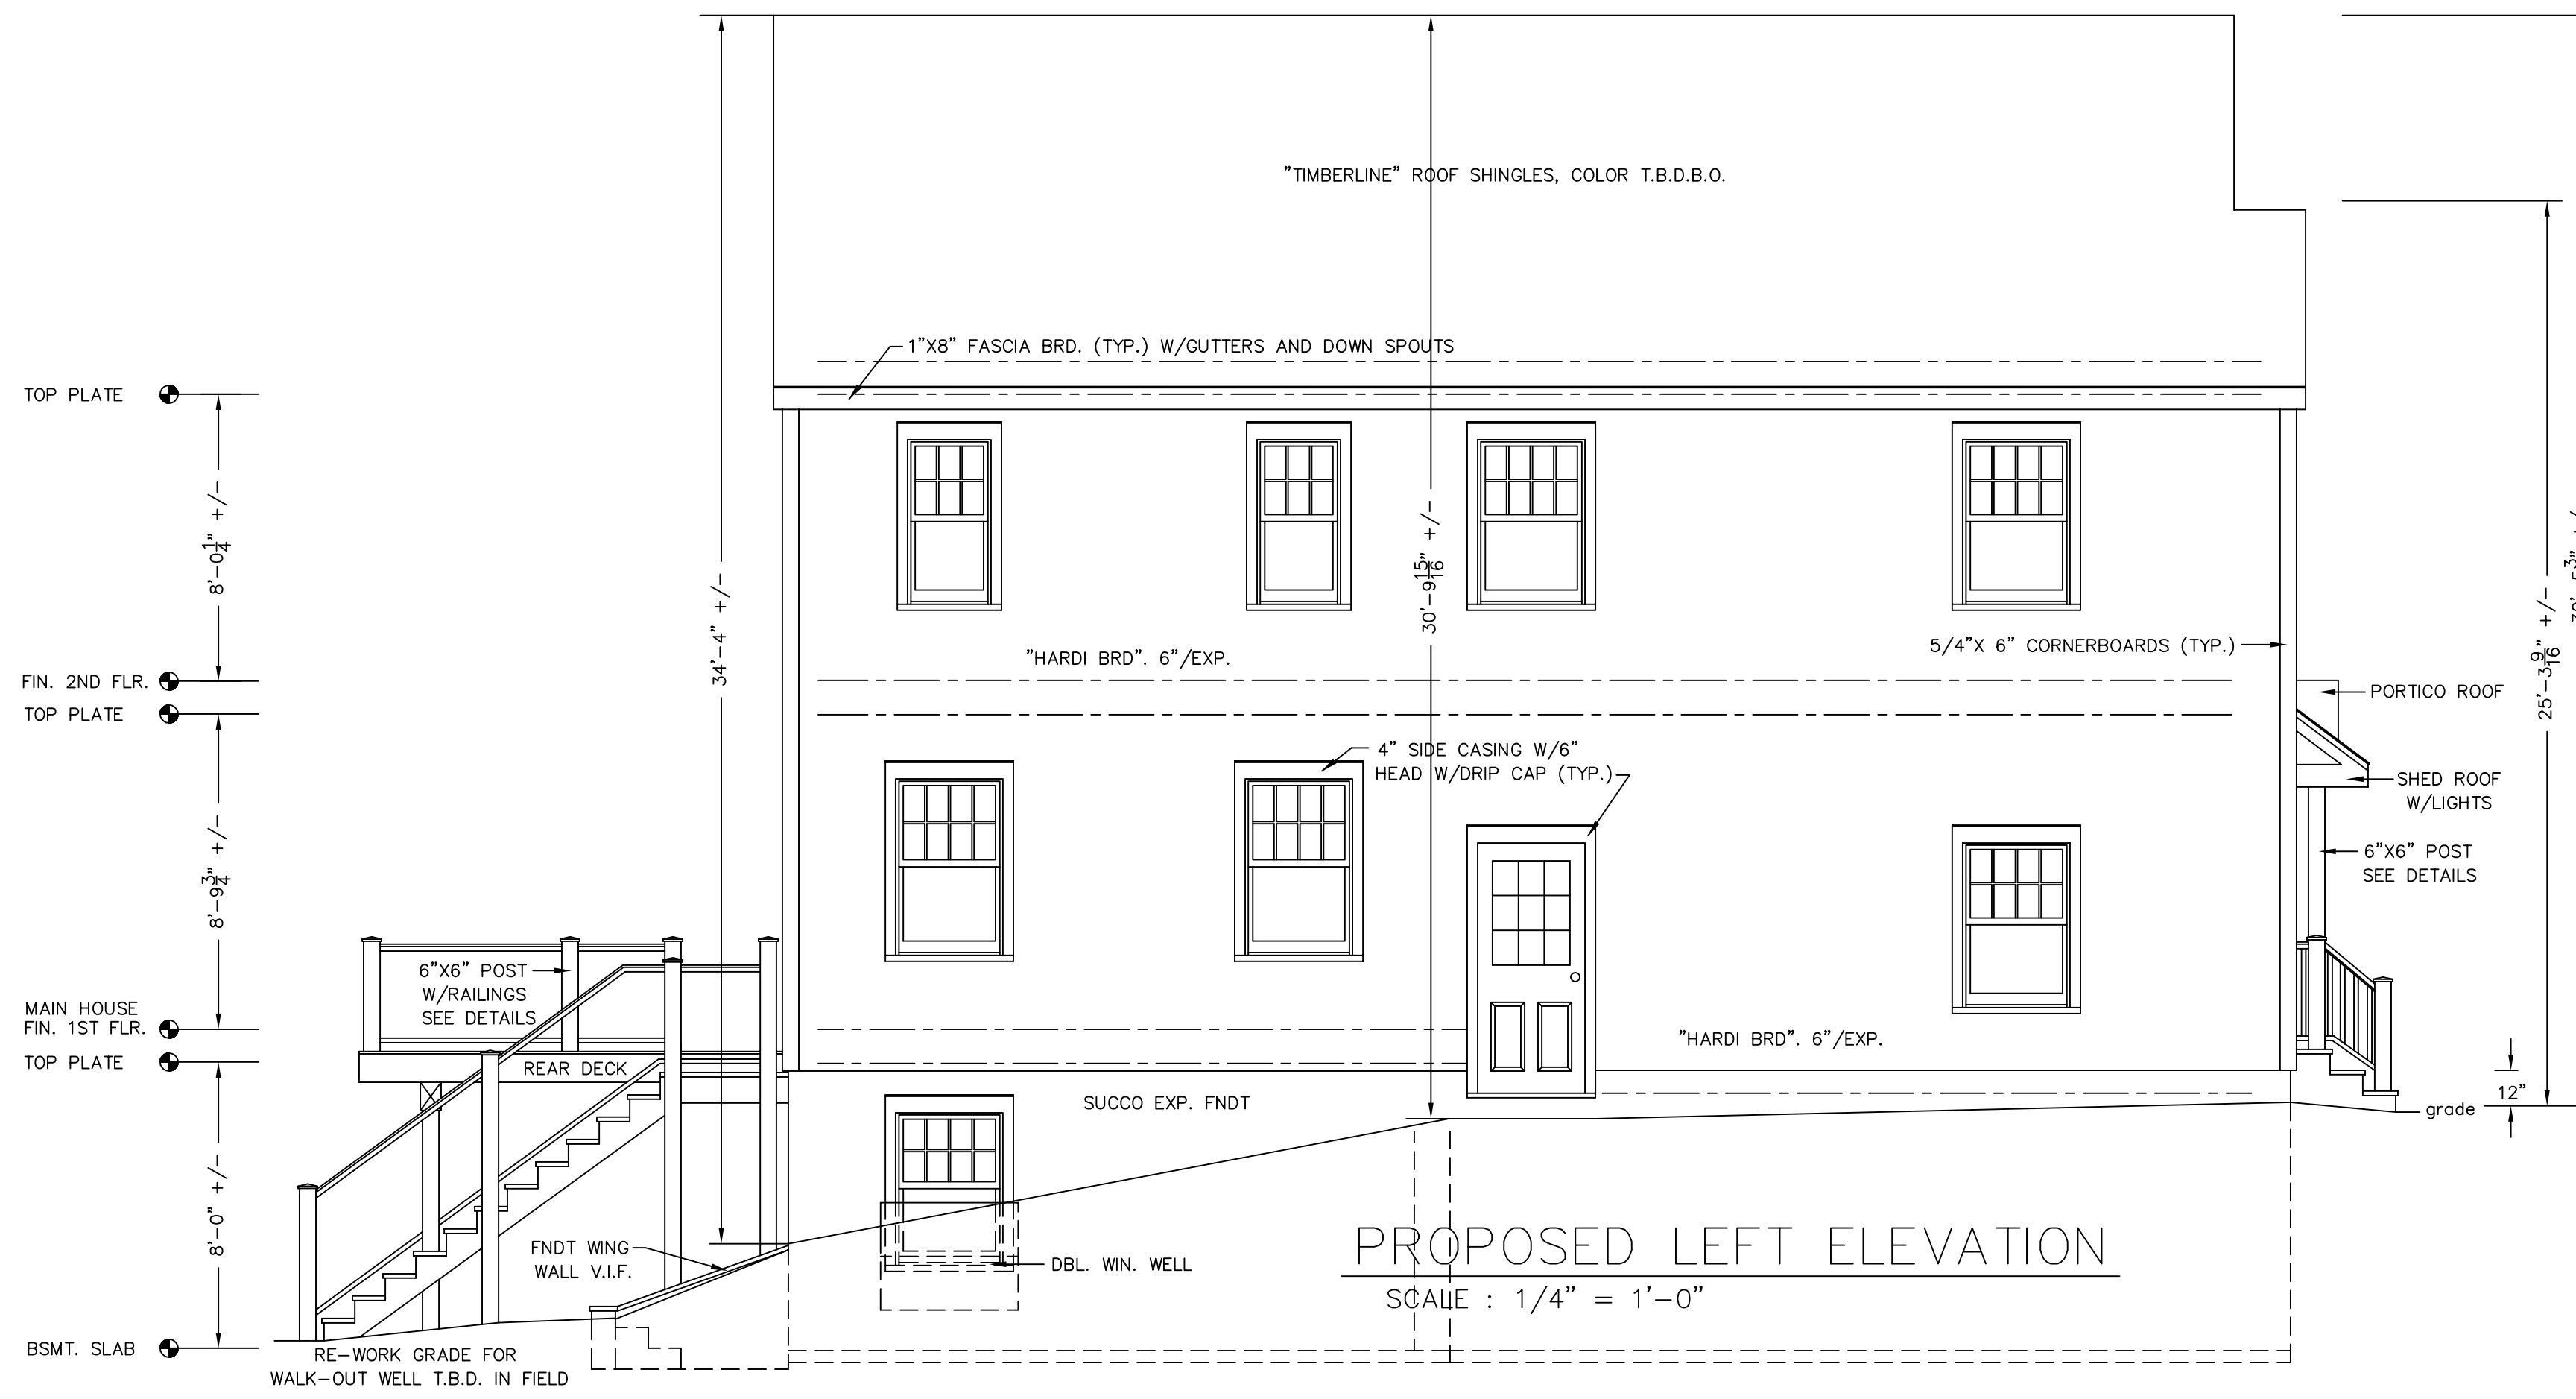 "TIMBERLINE" ROOF SHINGLES, COLOR T.B.D.B.O.
1"X8" FASCIA BRD. (TYP.) W/GUTTERS AND DOWN SPOUTS
TOP PLATE
8'-0 1/4" +/-
34'-4" +/-
30'-9 15/16" +/-
25'-3 9/16" +/-
FIN. 2ND FLR.
TOP PLATE
"HARDI BRD". 6"/EXP.
5/4"X 6" CORNERBOARDS (TYP.)
PORTICO ROOF
4" SIDE CASING W/6"
HEAD W/DRIP CAP (TYP.)
SHED ROOF
W/LIGHTS
8'-9 3/4" +/-
6"X6" POST
SEE DETAILS
6"X6" POST
W/RAILINGS
SEE DETAILS
MAIN HOUSE
FIN. 1ST FLR.
TOP PLATE
REAR DECK
"HARDI BRD". 6"/EXP.
SUCCO EXP. FNDT
12"
grade
8'-0" +/-
FNDT WING
WALL V.I.F.
DBL. WIN. WELL
PROPOSED LEFT ELEVATION
SCALE : 1/4" = 1'-0"
BSMT. SLAB
RE-WORK GRADE FOR
WALK-OUT WELL T.B.D. IN FIELD